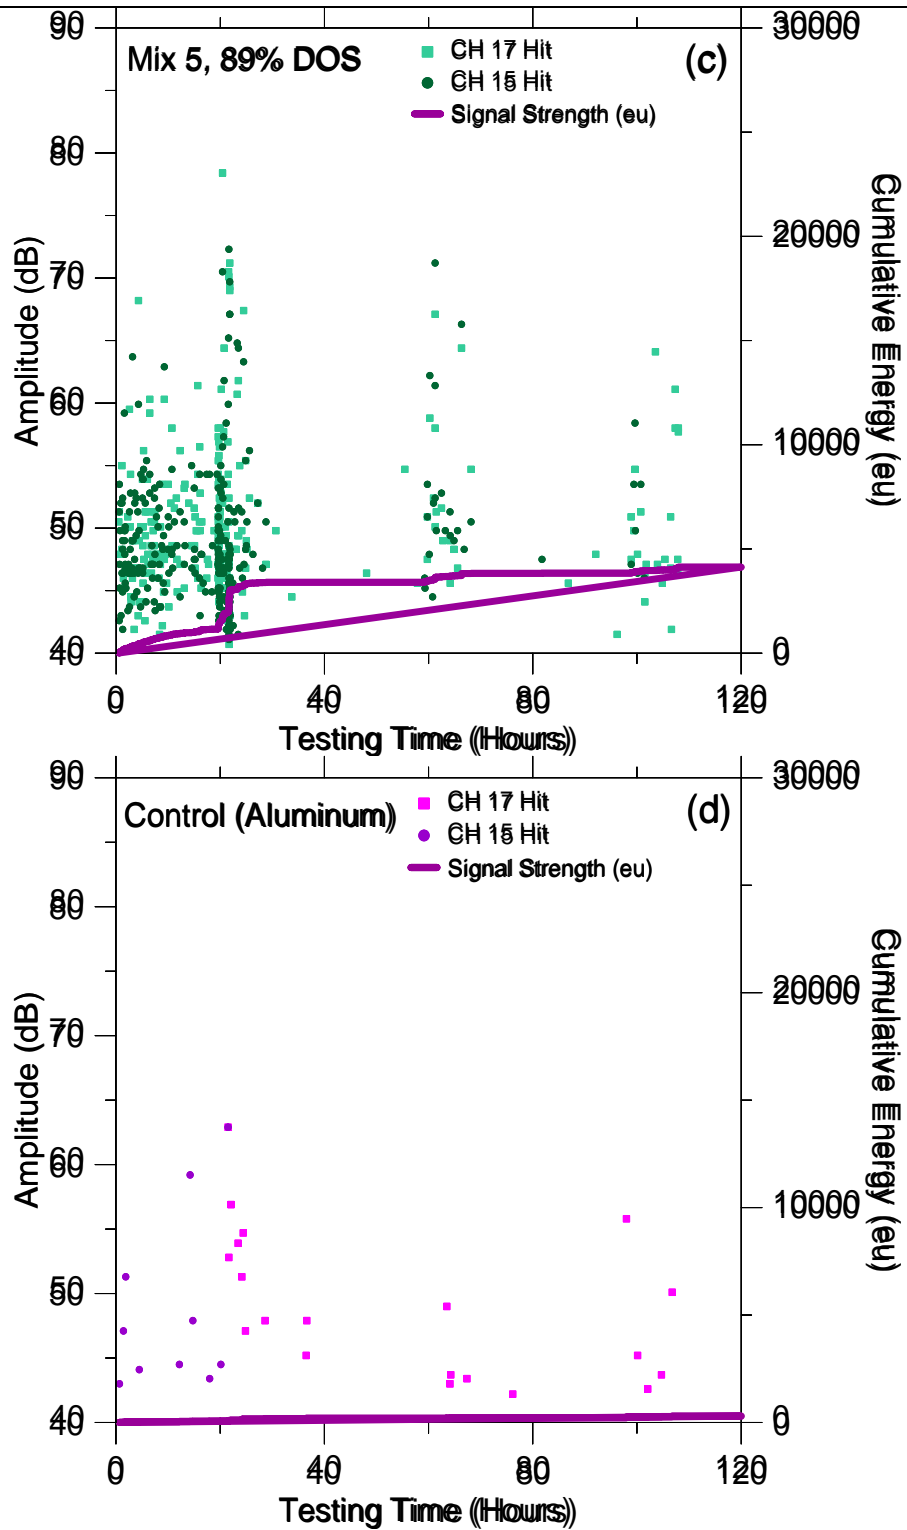 90
30000
Mix 5, 89% DOS
CH 17 Hit
CH 15 Hit
Signal Strength (eu)
(c)
80
20000
70
60
10000
50
40
0
Amplitude (dB)
Cumulative Energy (eu)
0
40
80
120
Testing Time (Hours)
90
30000
Control (Aluminum)
CH 17 Hit
CH 15 Hit
Signal Strength (eu)
(d)
80
20000
70
60
10000
50
40
0
Amplitude (dB)
Cumulative Energy (eu)
0
40
80
120
Testing Time (Hours)